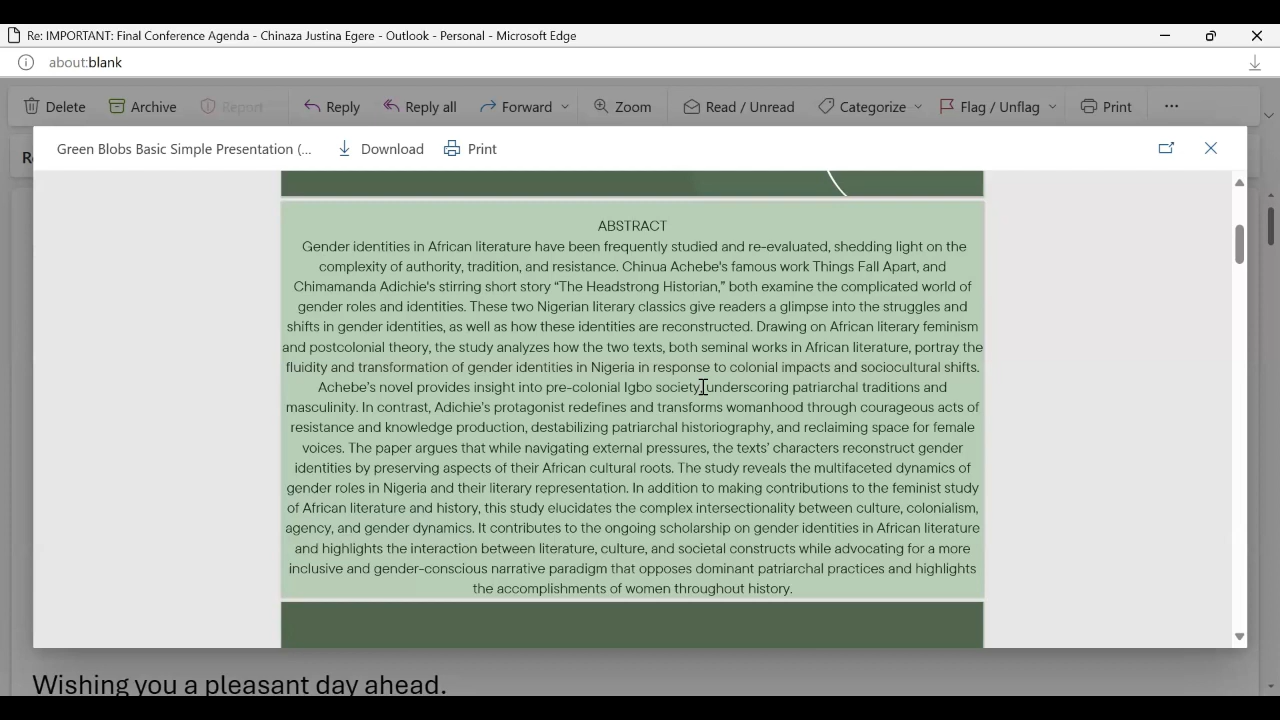 Re: IMPORTANT: Final Conference Agenda - Chinaza Justina Egere - Outlook - Personal - Microsoft Edge
about:blank
Delete Archive Report Reply Reply all Forward Zoom Read / Unread Categorize Flag / Unflag Print ...
Green Blobs Basic Simple Presentation (... Download Print
ABSTRACT
Gender identities in African literature have been frequently studied and re-evaluated, shedding light on the
complexity of authority, tradition, and resistance. Chinua Achebe's famous work Things Fall Apart, and
Chimamanda Adichie's stirring short story “The Headstrong Historian,” both examine the complicated world of
gender roles and identities. These two Nigerian literary classics give readers a glimpse into the struggles and
shifts in gender identities, as well as how these identities are reconstructed. Drawing on African literary feminism
and postcolonial theory, the study analyzes how the two texts, both seminal works in African literature, portray the
fluidity and transformation of gender identities in Nigeria in response to colonial impacts and sociocultural shifts.
Achebe's novel provides insight into pre-colonial Igbo society, underscoring patriarchal traditions and
masculinity. In contrast, Adichie's protagonist redefines and transforms womanhood through courageous acts of
resistance and knowledge production, destabilizing patriarchal historiography, and reclaiming space for female
voices. The paper argues that while navigating external pressures, the texts’ characters reconstruct gender
identities by preserving aspects of their African cultural roots. The study reveals the multifaceted dynamics of
gender roles in Nigeria and their literary representation. In addition to making contributions to the feminist study
of African literature and history, this study elucidates the complex intersectionality between culture, colonialism,
agency, and gender dynamics. It contributes to the ongoing scholarship on gender identities in African literature
and highlights the interaction between literature, culture, and societal constructs while advocating for a more
inclusive and gender-conscious narrative paradigm that opposes dominant patriarchal practices and highlights
the accomplishments of women throughout history.
Wishing you a pleasant day ahead.